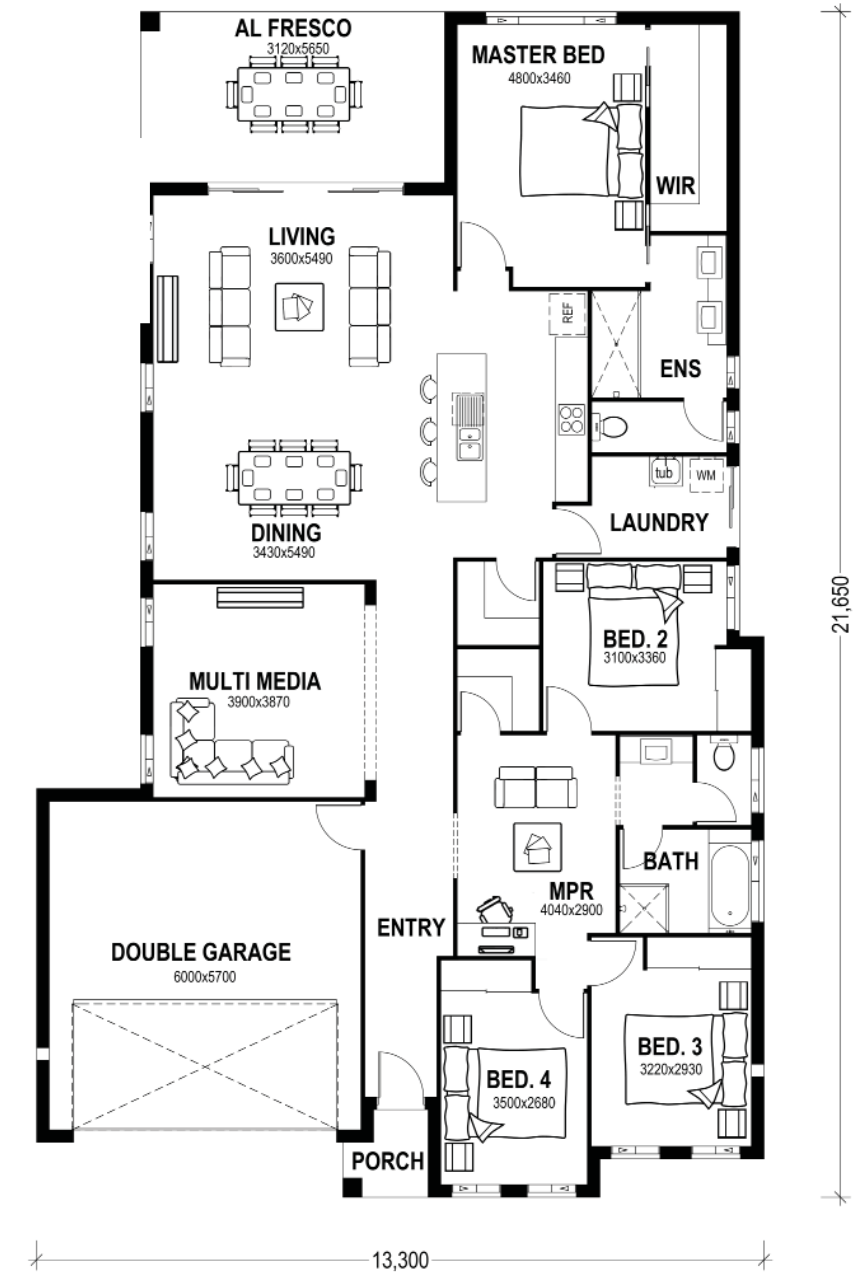 AL FRESCO
3120x5650
MASTER BED
4800x3460
WIR
LIVING
3600x5490
REF
ENS
DINING
3430x5490
tub
WM
LAUNDRY
BED. 2
3100x3360
MULTI MEDIA
3900x3870
21,650
BATH
MPR
4040x2900
ENTRY
DOUBLE GARAGE
6000x5700
BED. 3
3220x2930
BED. 4
3500x2680
PORCH
13,300